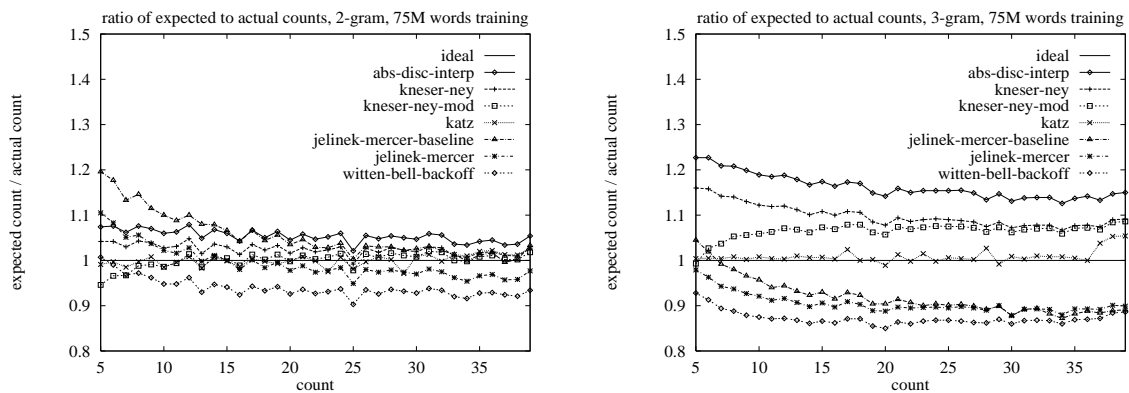 ratio of expected to actual counts, 2-gram, 75M words training
1.5
1.4
1.3
1.2
1.1
1
0.9
0.8
5
10
15
20
25
30
35
expected count / actual count
count
ideal
abs-disc-interp
kneser-ney
kneser-ney-mod
katz
jelinek-mercer-baseline
jelinek-mercer
witten-bell-backoff
ratio of expected to actual counts, 3-gram, 75M words training
1.5
1.4
1.3
1.2
1.1
1
0.9
0.8
5
10
15
20
25
30
35
expected count / actual count
count
ideal
abs-disc-interp
kneser-ney
kneser-ney-mod
katz
jelinek-mercer-baseline
jelinek-mercer
witten-bell-backoff